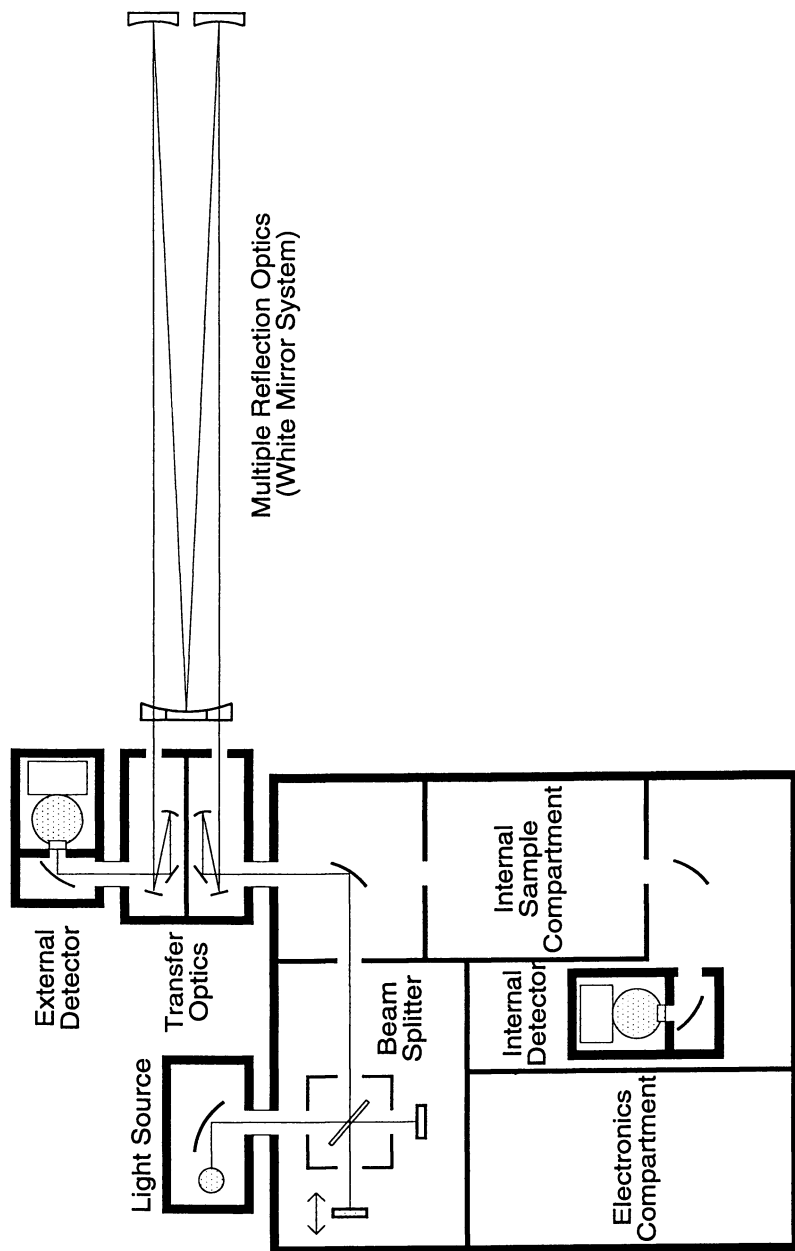 Multiple Reflection Optics
(White Mirror System)
External
Detector
Transfer
Optics
Light Source
Beam
Splitter
Internal
Sample
Compartment
Internal
Detector
Electronics
Compartment